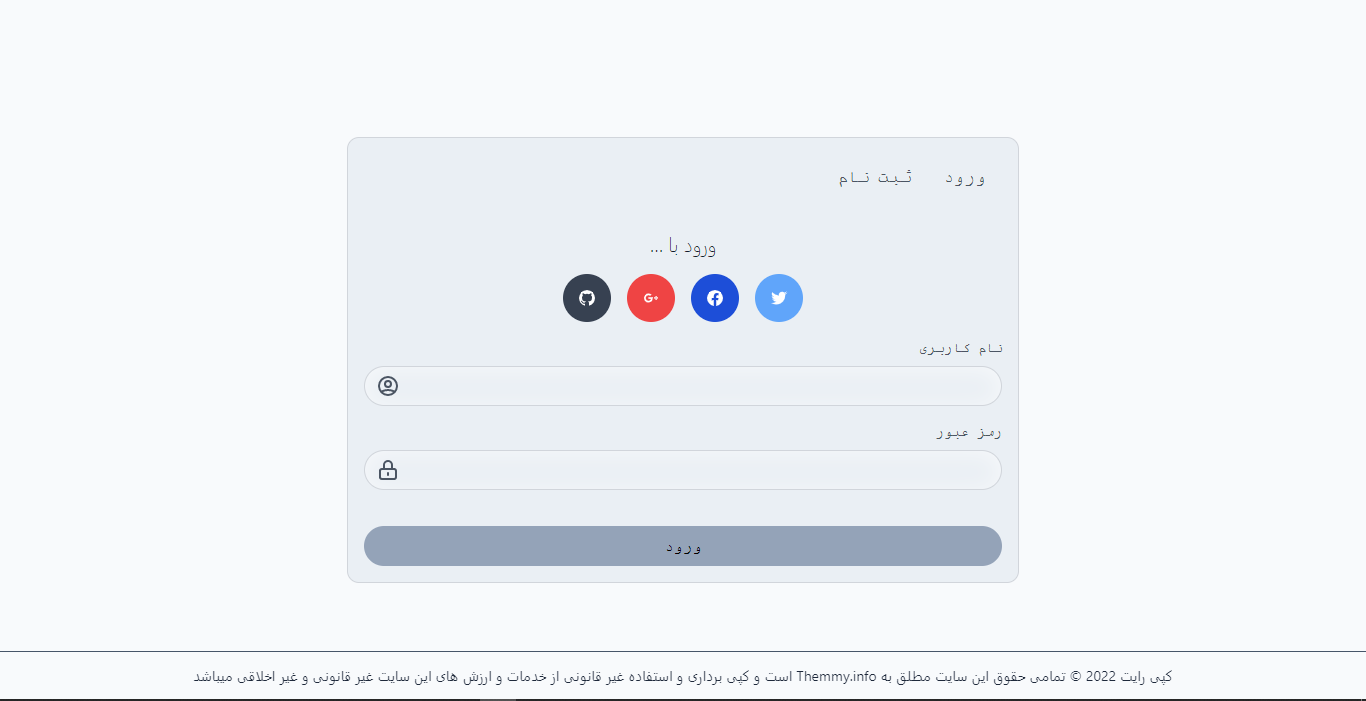 ورود ثبت نام
ورود با ...
نام کاربری
رمز عبور
ورود
کپی رایت 2022 © تمامی حقوق این سایت مطلق به Themmy.info است و کپی برداری و استفاده غیر قانونی از خدمات و ارزش های این سایت غیر قانونی و غیر اخلاقی میباشد